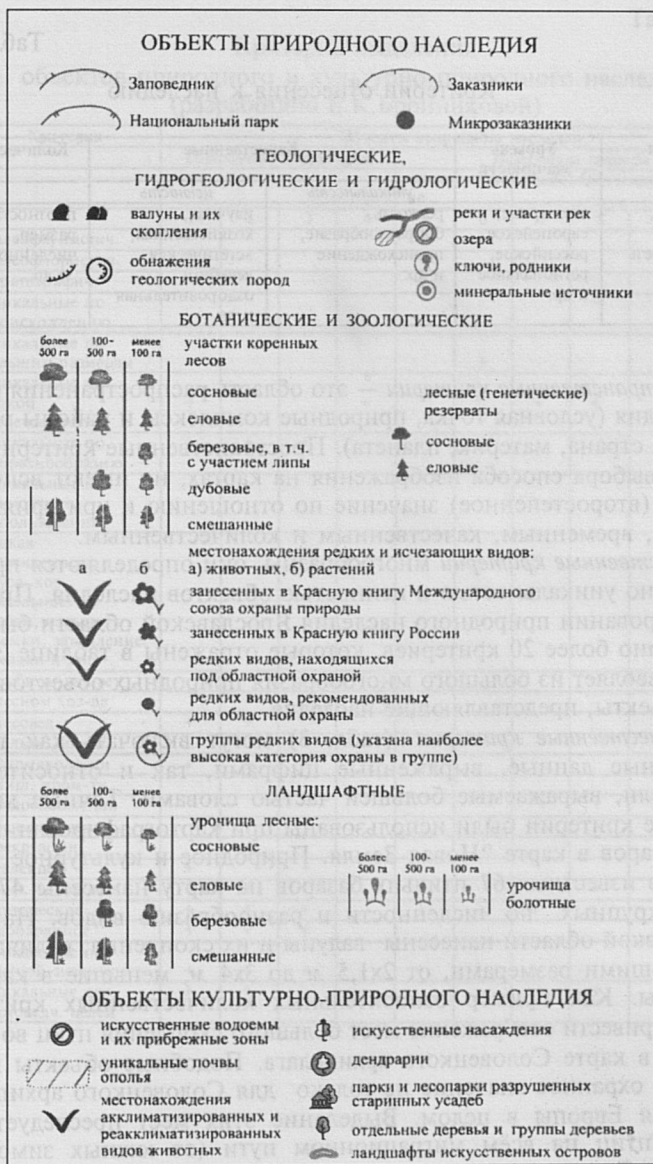 ОБЪЕКТЫ ПРИРОДНОГО НАСЛЕДИЯ
Заповедник
Заказники
Национальный парк
Микрозаказники
ГЕОЛОГИЧЕСКИЕ,
ГИДРОГЕОЛОГИЧЕСКИЕ И ГИДРОЛОГИЧЕСКИЕ
валуны и их
скопления
обнажения
геологических пород
реки и участки рек
озера
ключи, родники
минеральные источники
БОТАНИЧЕСКИЕ И ЗООЛОГИЧЕСКИЕ
более 100- менее
500 га 500 га 100 га
участки коренных
лесов
сосновые
еловые
березовые, в т.ч.
с участием липы
дубовые
смешанные
лесные (генетические)
резерваты
сосновые
еловые
местонахождения редких и исчезающих видов:
а б а) животных, б) растений
занесенных в Красную книгу Международного
союза охраны природы
занесенных в Красную книгу России
редких видов, находящихся
под областной охраной
редких видов, рекомендованных
для областной охраны
группы редких видов (указана наиболее
высокая категория охраны в группе)
ЛАНДШАФТНЫЕ
более 100- менее
500 га 500 га 100 га
урочища лесные:
сосновые
еловые
березовые
смешанные
более 100- менее
500 га 500 га 100 га
урочища
болотные
ОБЪЕКТЫ КУЛЬТУРНО-ПРИРОДНОГО НАСЛЕДИЯ
искусственные водоемы
и их прибрежные зоны
уникальные почвы
ополья
нахождения
акклиматизированных и
реакклиматизированных
видов животных
искусственные насаждения
дендрарии
парки и лесопарки разрушенных
старинных усадеб
отдельные деревья и группы деревьев
ландшафты искусственных островов